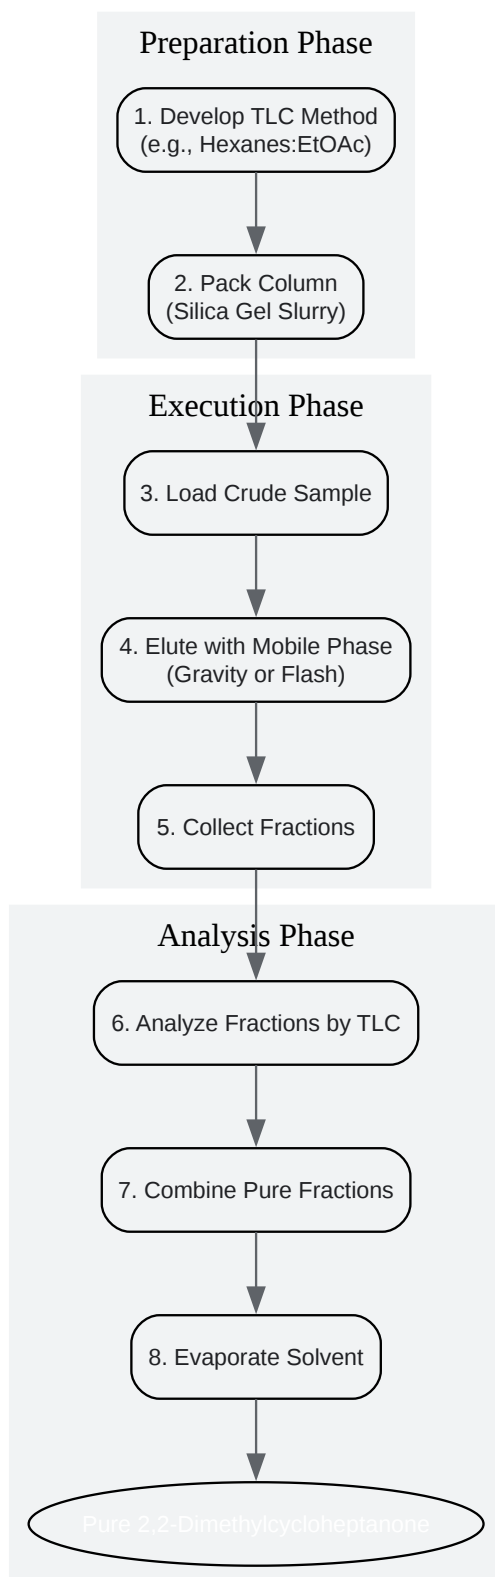 Preparation Phase
1. Develop TLC Method
(e.g., Hexanes:EtOAc)
2. Pack Column
(Silica Gel Slurry)
Execution Phase
3. Load Crude Sample
4. Elute with Mobile Phase
(Gravity or Flash)
5. Collect Fractions
Analysis Phase
6. Analyze Fractions by TLC
7. Combine Pure Fractions
8. Evaporate Solvent
Pure 2,2-Dimethylcycloheptanone